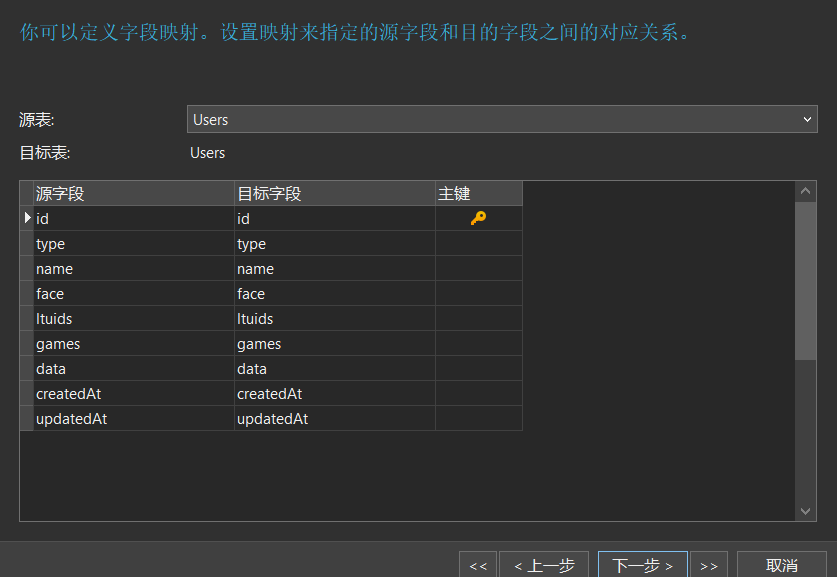 你可以定义字段映射。设置映射来指定的源字段和目的字段之间的对应关系。
源表: Users
目标表: Users
源字段 目标字段 主键
id id
type type
name name
face face
ltuids ltuids
games games
data data
createdAt createdAt
updatedAt updatedAt
<< < 上一步 下一步 > >> 取消